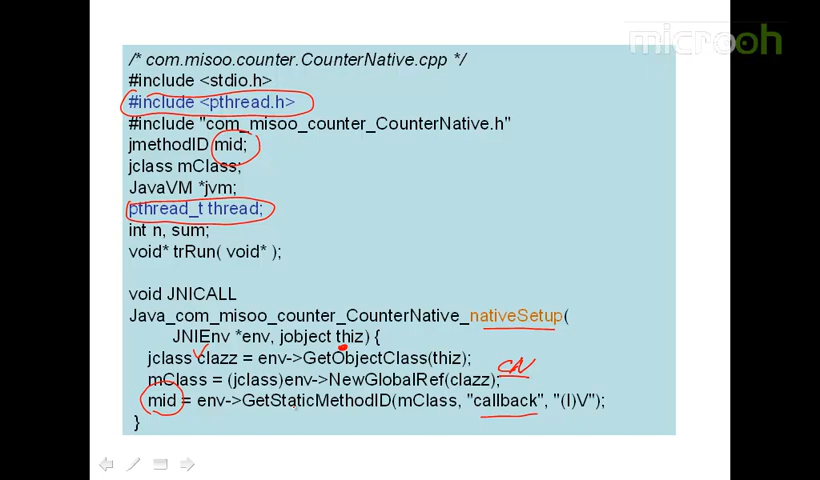 microoh
/* com.misoo.counter.CounterNative.cpp */
#include <stdio.h>
#include <pthread.h>
#include "com_misoo_counter_CounterNative.h"
jmethodID mid;
jclass mClass;
JavaVM *jvm;
pthread_t thread;
int n, sum;
void* trRun( void* );
void JNICALL
Java_com_misoo_counter_CounterNative_nativeSetup(
JNIEnv *env, jobject thiz) {
jclass clazz = env->GetObjectClass(thiz);
mClass = (jclass)env->NewGlobalRef(clazz);
CN
mid = env->GetStaticMethodID(mClass, "callback", "(I)V");
}